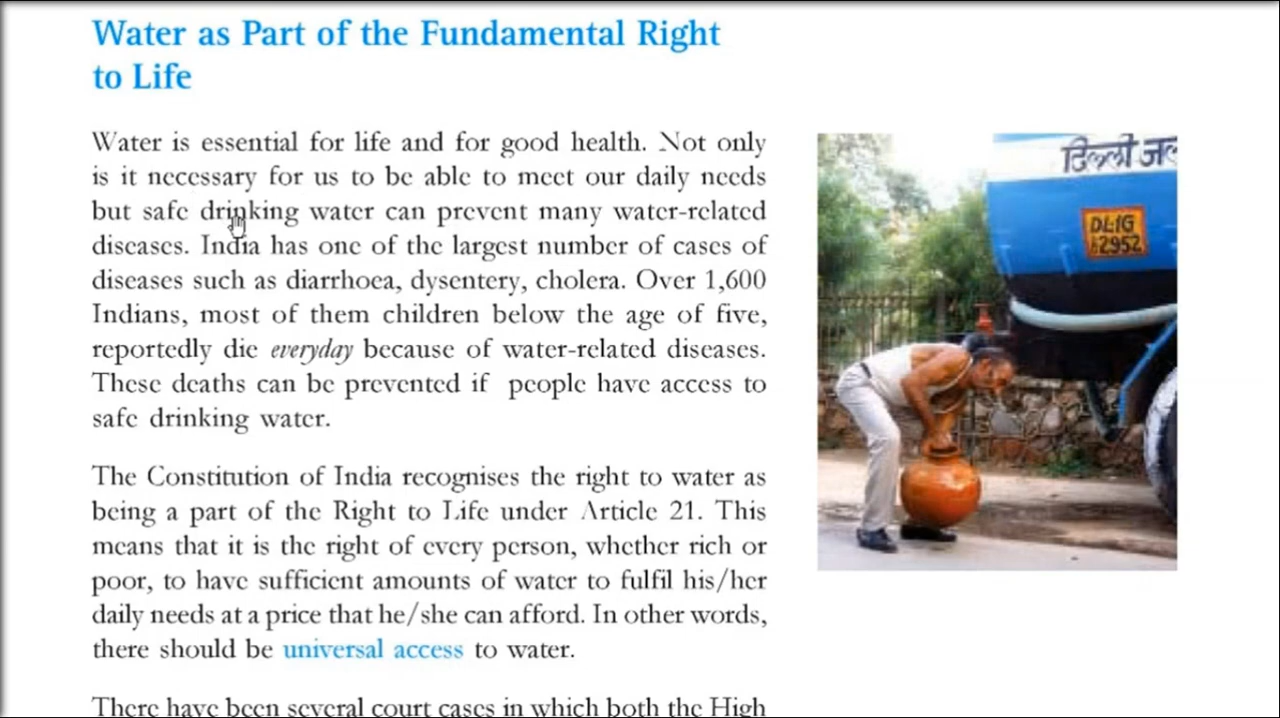 Water as Part of the Fundamental Right
to Life
Water is essential for life and for good health. Not only
is it necessary for us to be able to meet our daily needs
but safe drinking water can prevent many water-related
diseases. India has one of the largest number of cases of
diseases such as diarrhoea, dysentery, cholera. Over 1,600
Indians, most of them children below the age of five,
reportedly die everyday because of water-related diseases.
These deaths can be prevented if people have access to
safe drinking water.
The Constitution of India recognises the right to water as
being a part of the Right to Life under Article 21. This
means that it is the right of every person, whether rich or
poor, to have sufficient amounts of water to fulfil his/her
daily needs at a price that he/she can afford. In other words,
there should be universal access to water.
There have been several court cases in which both the High
दिल्ली जल
DL1G
2952